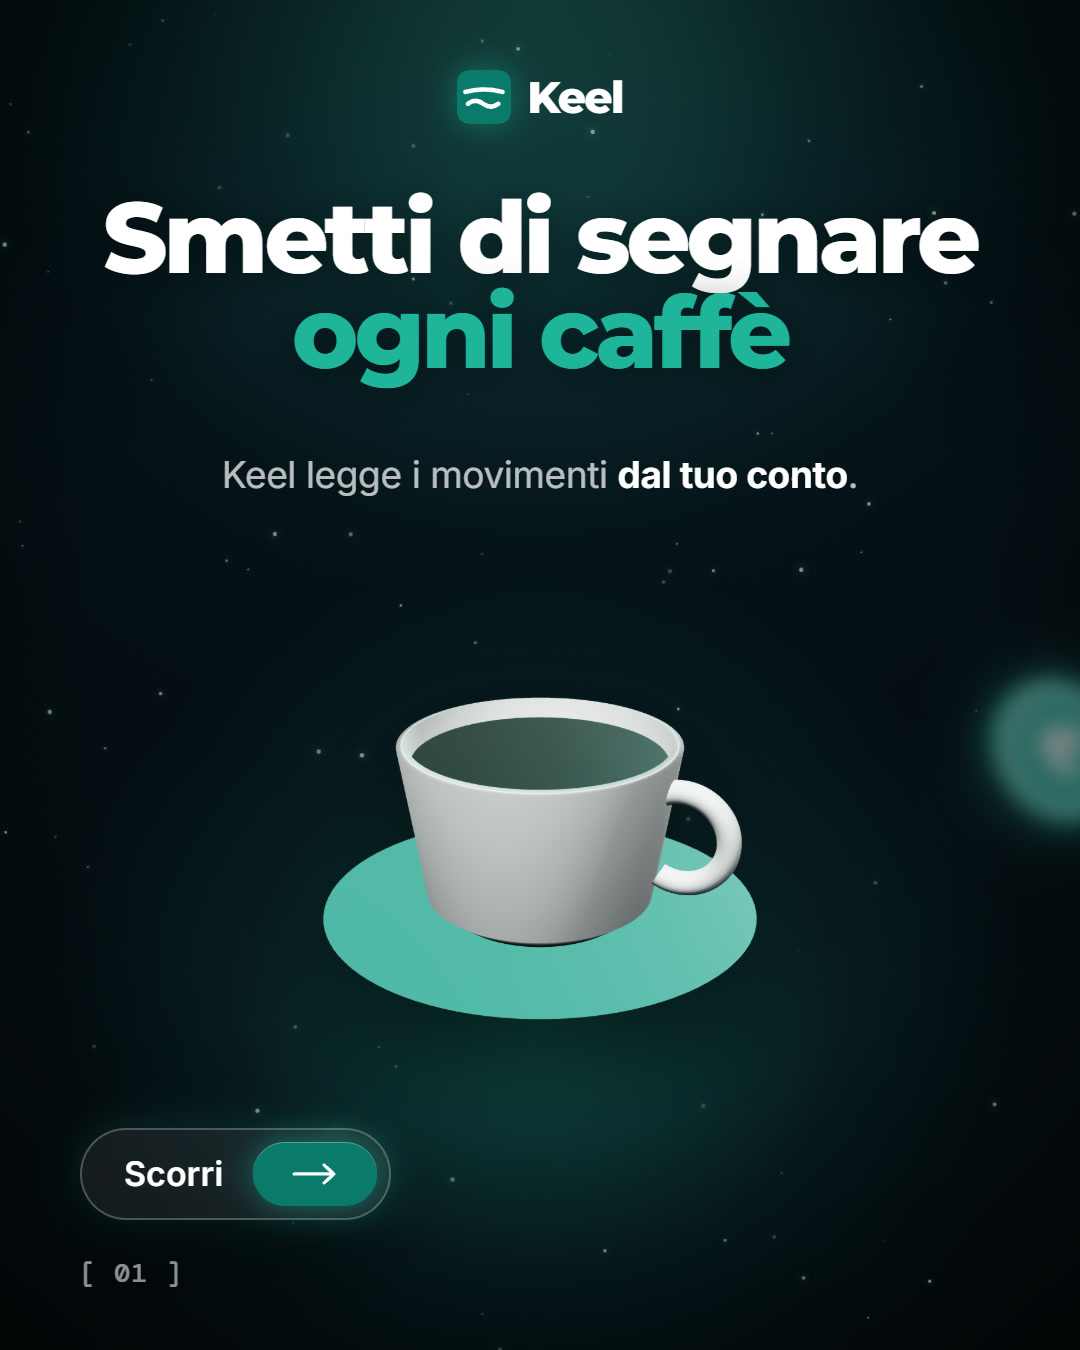 Keel
Smetti di segnare
ogni caffè
Keel legge i movimenti dal tuo conto.
Scorri
[ 01 ]